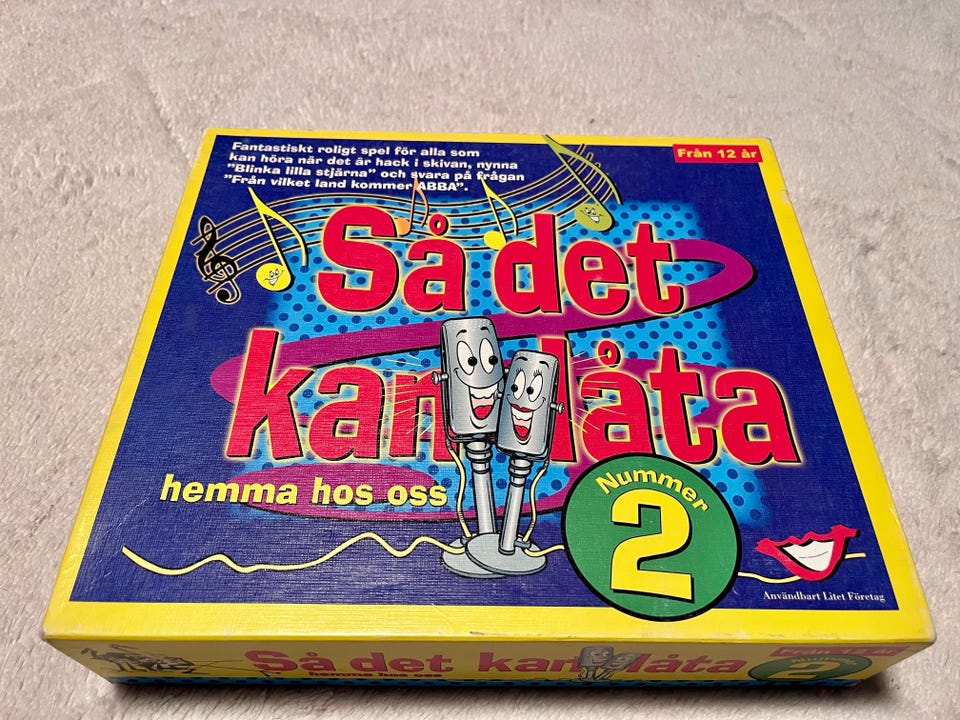 Fantastiskt roligt spel för alla som
kan höra när det är hack i skivan, nynna
"Blinka lilla stjärna" och svara på frågan
"Från vilket land kommer ABBA".
Från 12 år
Så det
kan låta
hemma hos oss
Nummer
2
Användbart Litet Företag
Så det kan låta
hemma hos oss
Från 12 år
Nummer
2